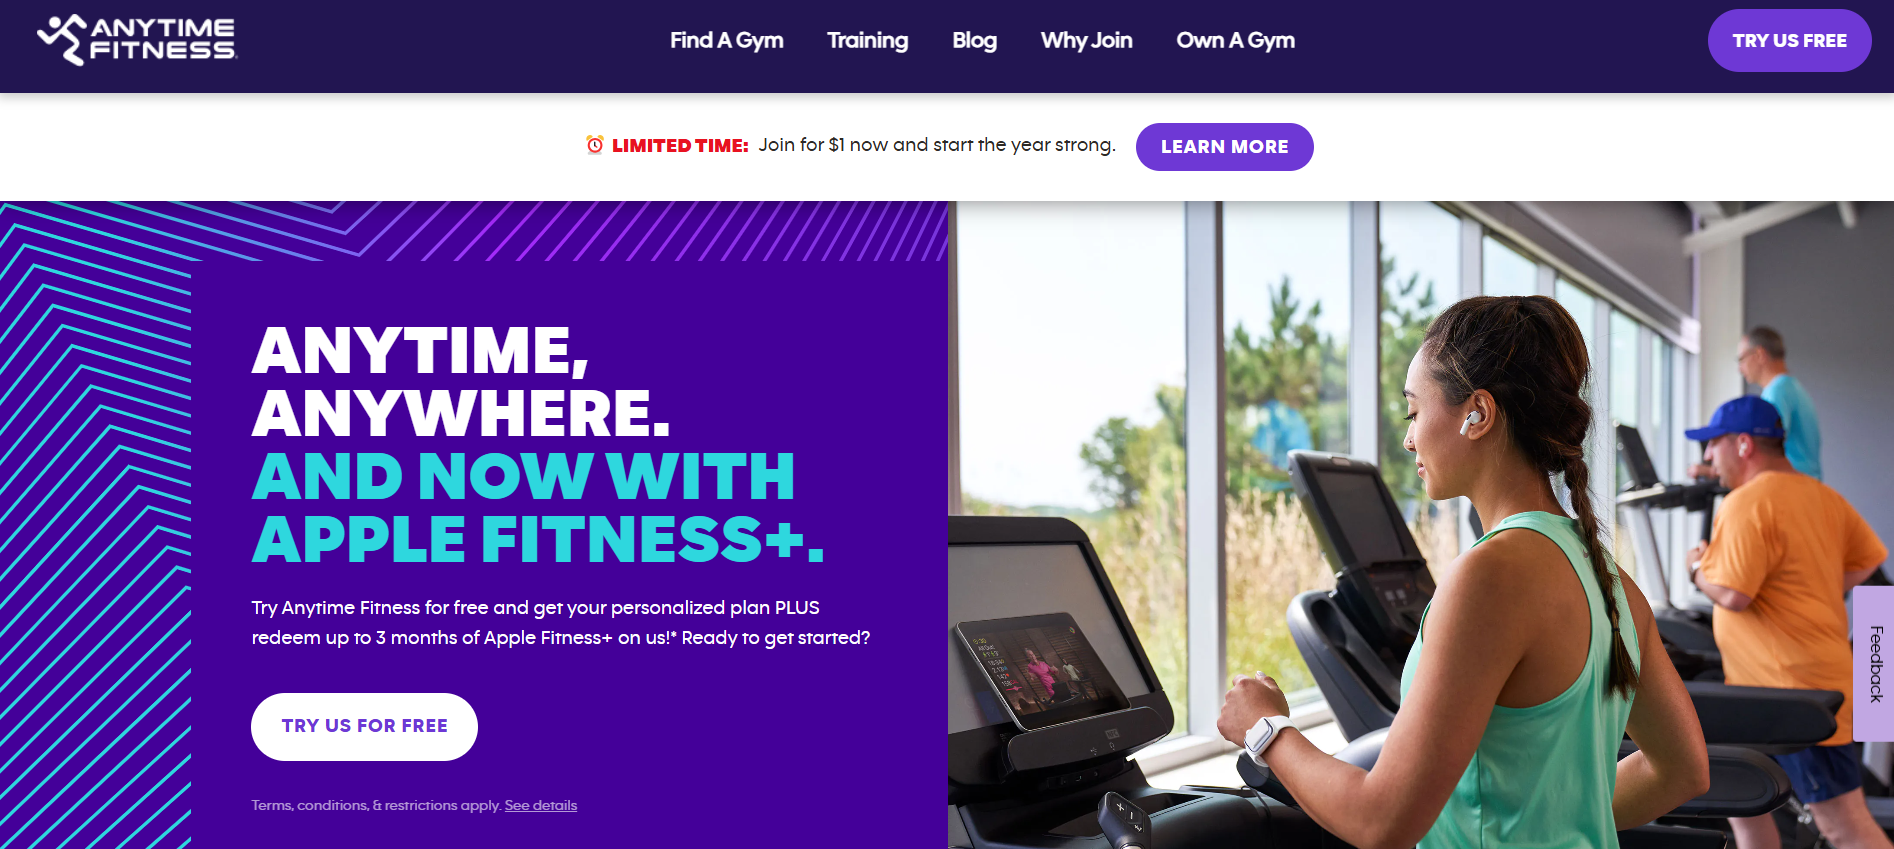 ANYTIME
FITNESS
Find A Gym
Training
Blog
Why Join
Own A Gym
TRY US FREE
LIMITED TIME: Join for $1 now and start the year strong.
LEARN MORE
ANYTIME,
ANYWHERE.
AND NOW WITH
APPLE FITNESS+.
Try Anytime Fitness for free and get your personalized plan PLUS
redeem up to 3 months of Apple Fitness+ on us!* Ready to get started?
TRY US FOR FREE
Terms, conditions, & restrictions apply. See details
Feedback